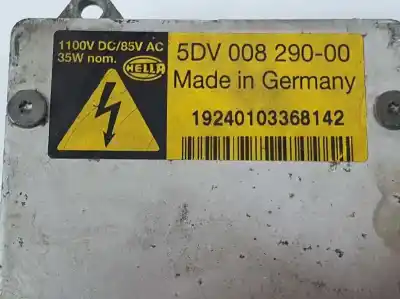 1100V DC/85V AC
35W nom.
HELLA
5DV 008 290-00
Made in Germany
19240103368142